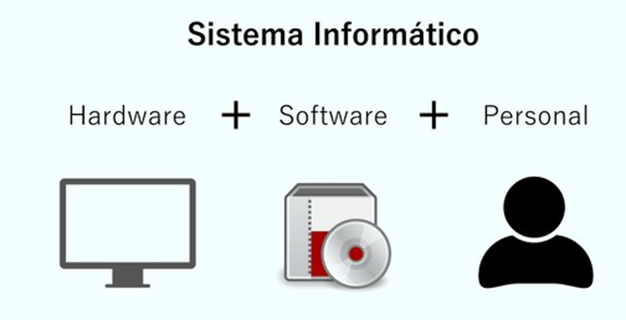 Sistema Informático
Hardware + Software + Personal